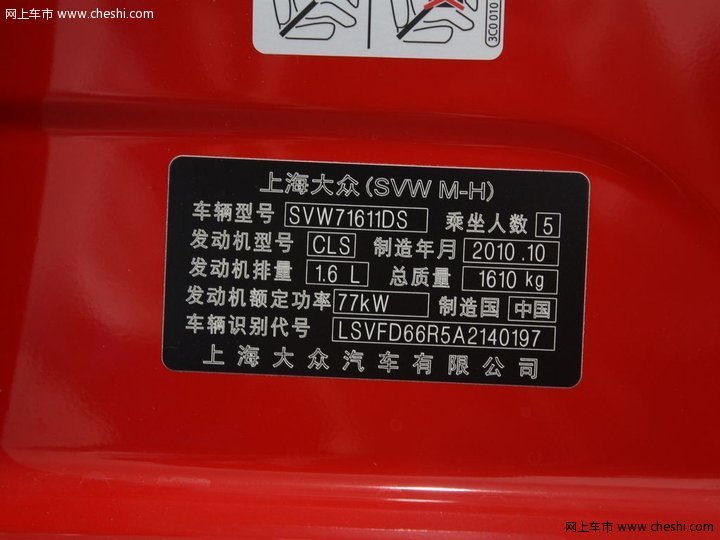 网上车市 www.cheshi.com
3C0 010
上海大众(SVW M-H)
车辆型号 SVW71611DS 乘坐人数 5
发动机型号 CLS 制造年月 2010.10
发动机排量 1.6 L 总质量 1610 kg
发动机额定功率 77kW 制造国 中国
车辆识别代号 LSVFD66R5A2140197
上海大众汽车有限公司
网上车市 www.cheshi.com